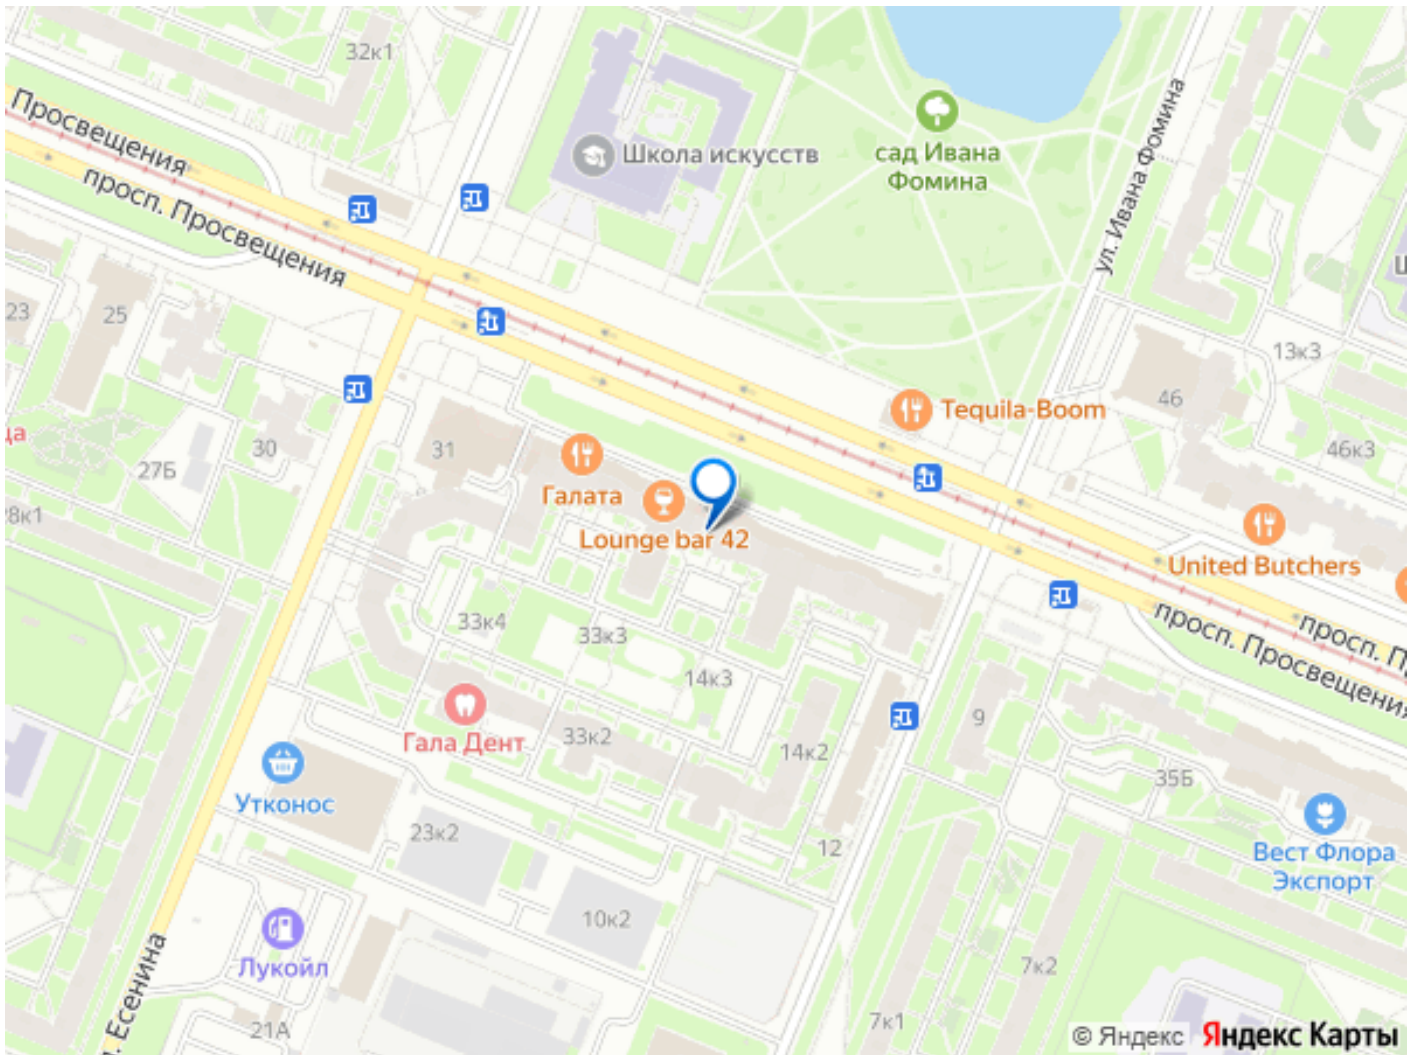 32к1
Просвещения
просп. Просвещения
Школа искусств
сад Ивана
Фомина
ул. Ивана Фомина
23
25
13к3
46
Tequila-Boom
30
31
27Б
46к3
Галата
28к1
Lounge bar 42
United Butchers
33к4
33к3
просп. Просвещения
просп. П
14к3
9
Гала Дент
33к2
14к2
35Б
Утконос
23к2
12
Вест Флора
Экспорт
10к2
Лукойл
7к2
Есенина
21А
7к1
© Яндекс Яндекс Карты